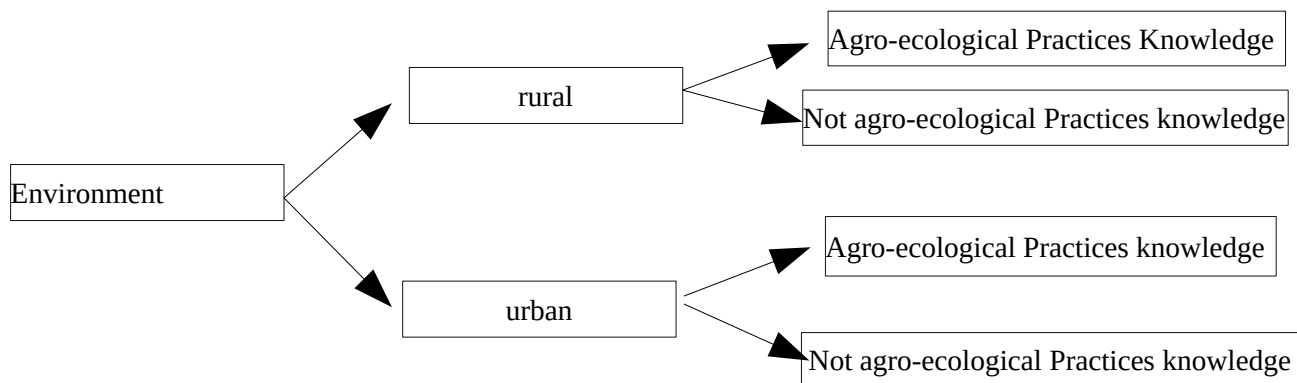 Agro-ecological Practices Knowledge
rural
Not agro-ecological Practices knowledge
Environment
Agro-ecological Practices knowledge
urban
Not agro-ecological Practices knowledge